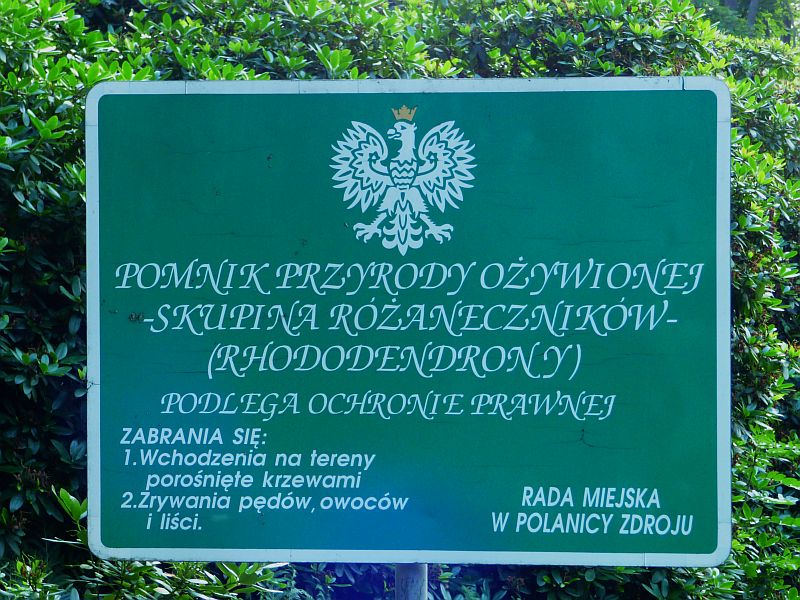 POMNIK PRZYRODY OŻYWIONEJ
-SKUPINA RÓŻANECZNIKÓW-
(RHODODENDRONY)
PODLEGA OCHRONIE PRAWNEJ
ZABRANIA SIĘ:
1.Wchodzenia na tereny
porośnięte krzewami
2.Zrywania pędów, owoców
i liści.
RADA MIEJSKA
W POLANICY ZDROJU